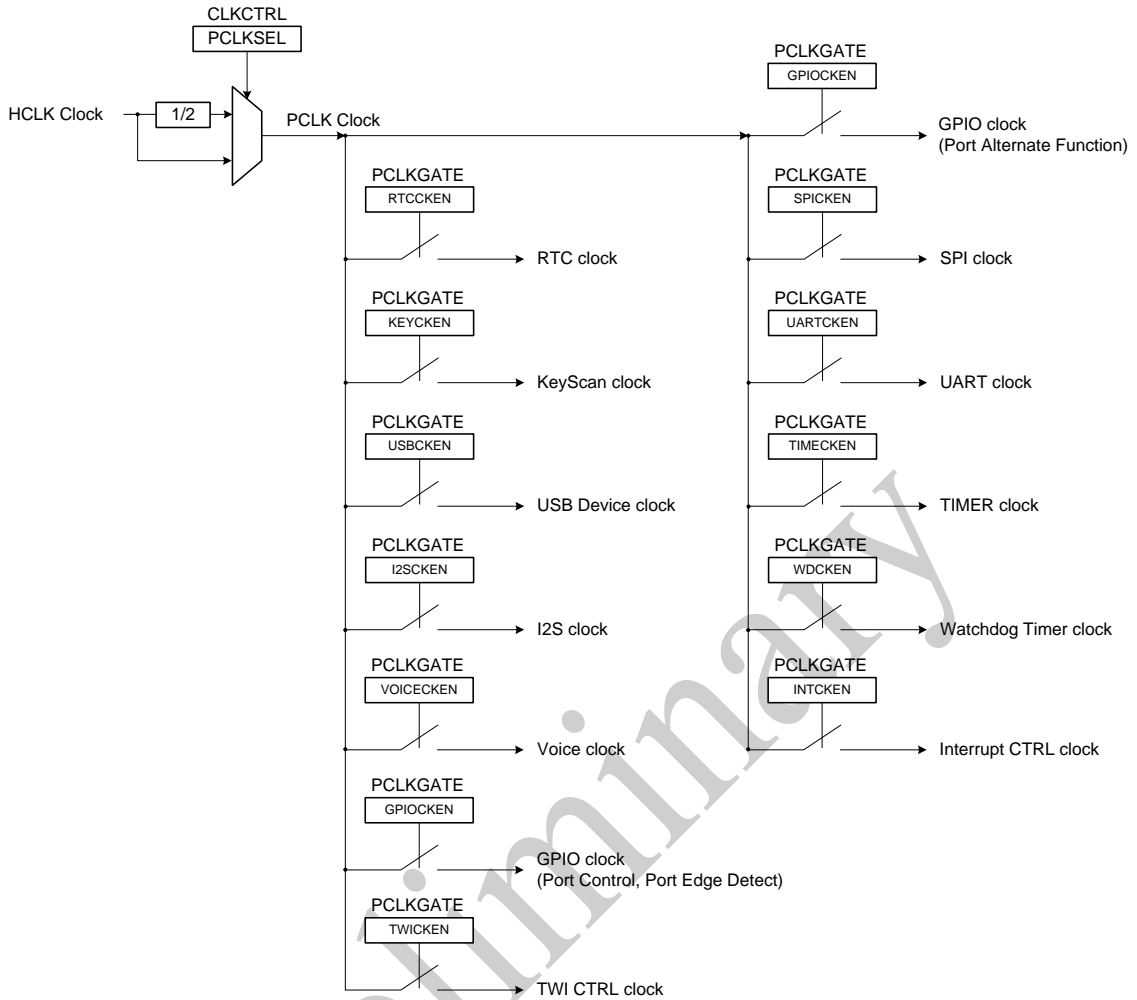 CLKCTRL
PCLKSEL
HCLK Clock
1/2
PCLK Clock
PCLKGATE
GPIOCKEN
GPIO clock
(Port Alternate Function)
PCLKGATE
RTCCKEN
RTC clock
PCLKGATE
SPICKEN
SPI clock
PCLKGATE
KEYCKEN
KeyScan clock
PCLKGATE
UARTCKEN
UART clock
PCLKGATE
USBCKEN
USB Device clock
PCLKGATE
TIMECKEN
TIMER clock
PCLKGATE
I2SCKEN
I2S clock
PCLKGATE
WDCKEN
Watchdog Timer clock
PCLKGATE
VOICECKEN
Voice clock
PCLKGATE
INTCKEN
Interrupt CTRL clock
PCLKGATE
GPIOCKEN
GPIO clock
(Port Control, Port Edge Detect)
PCLKGATE
TWICKEN
TWI CTRL clock
eliminary